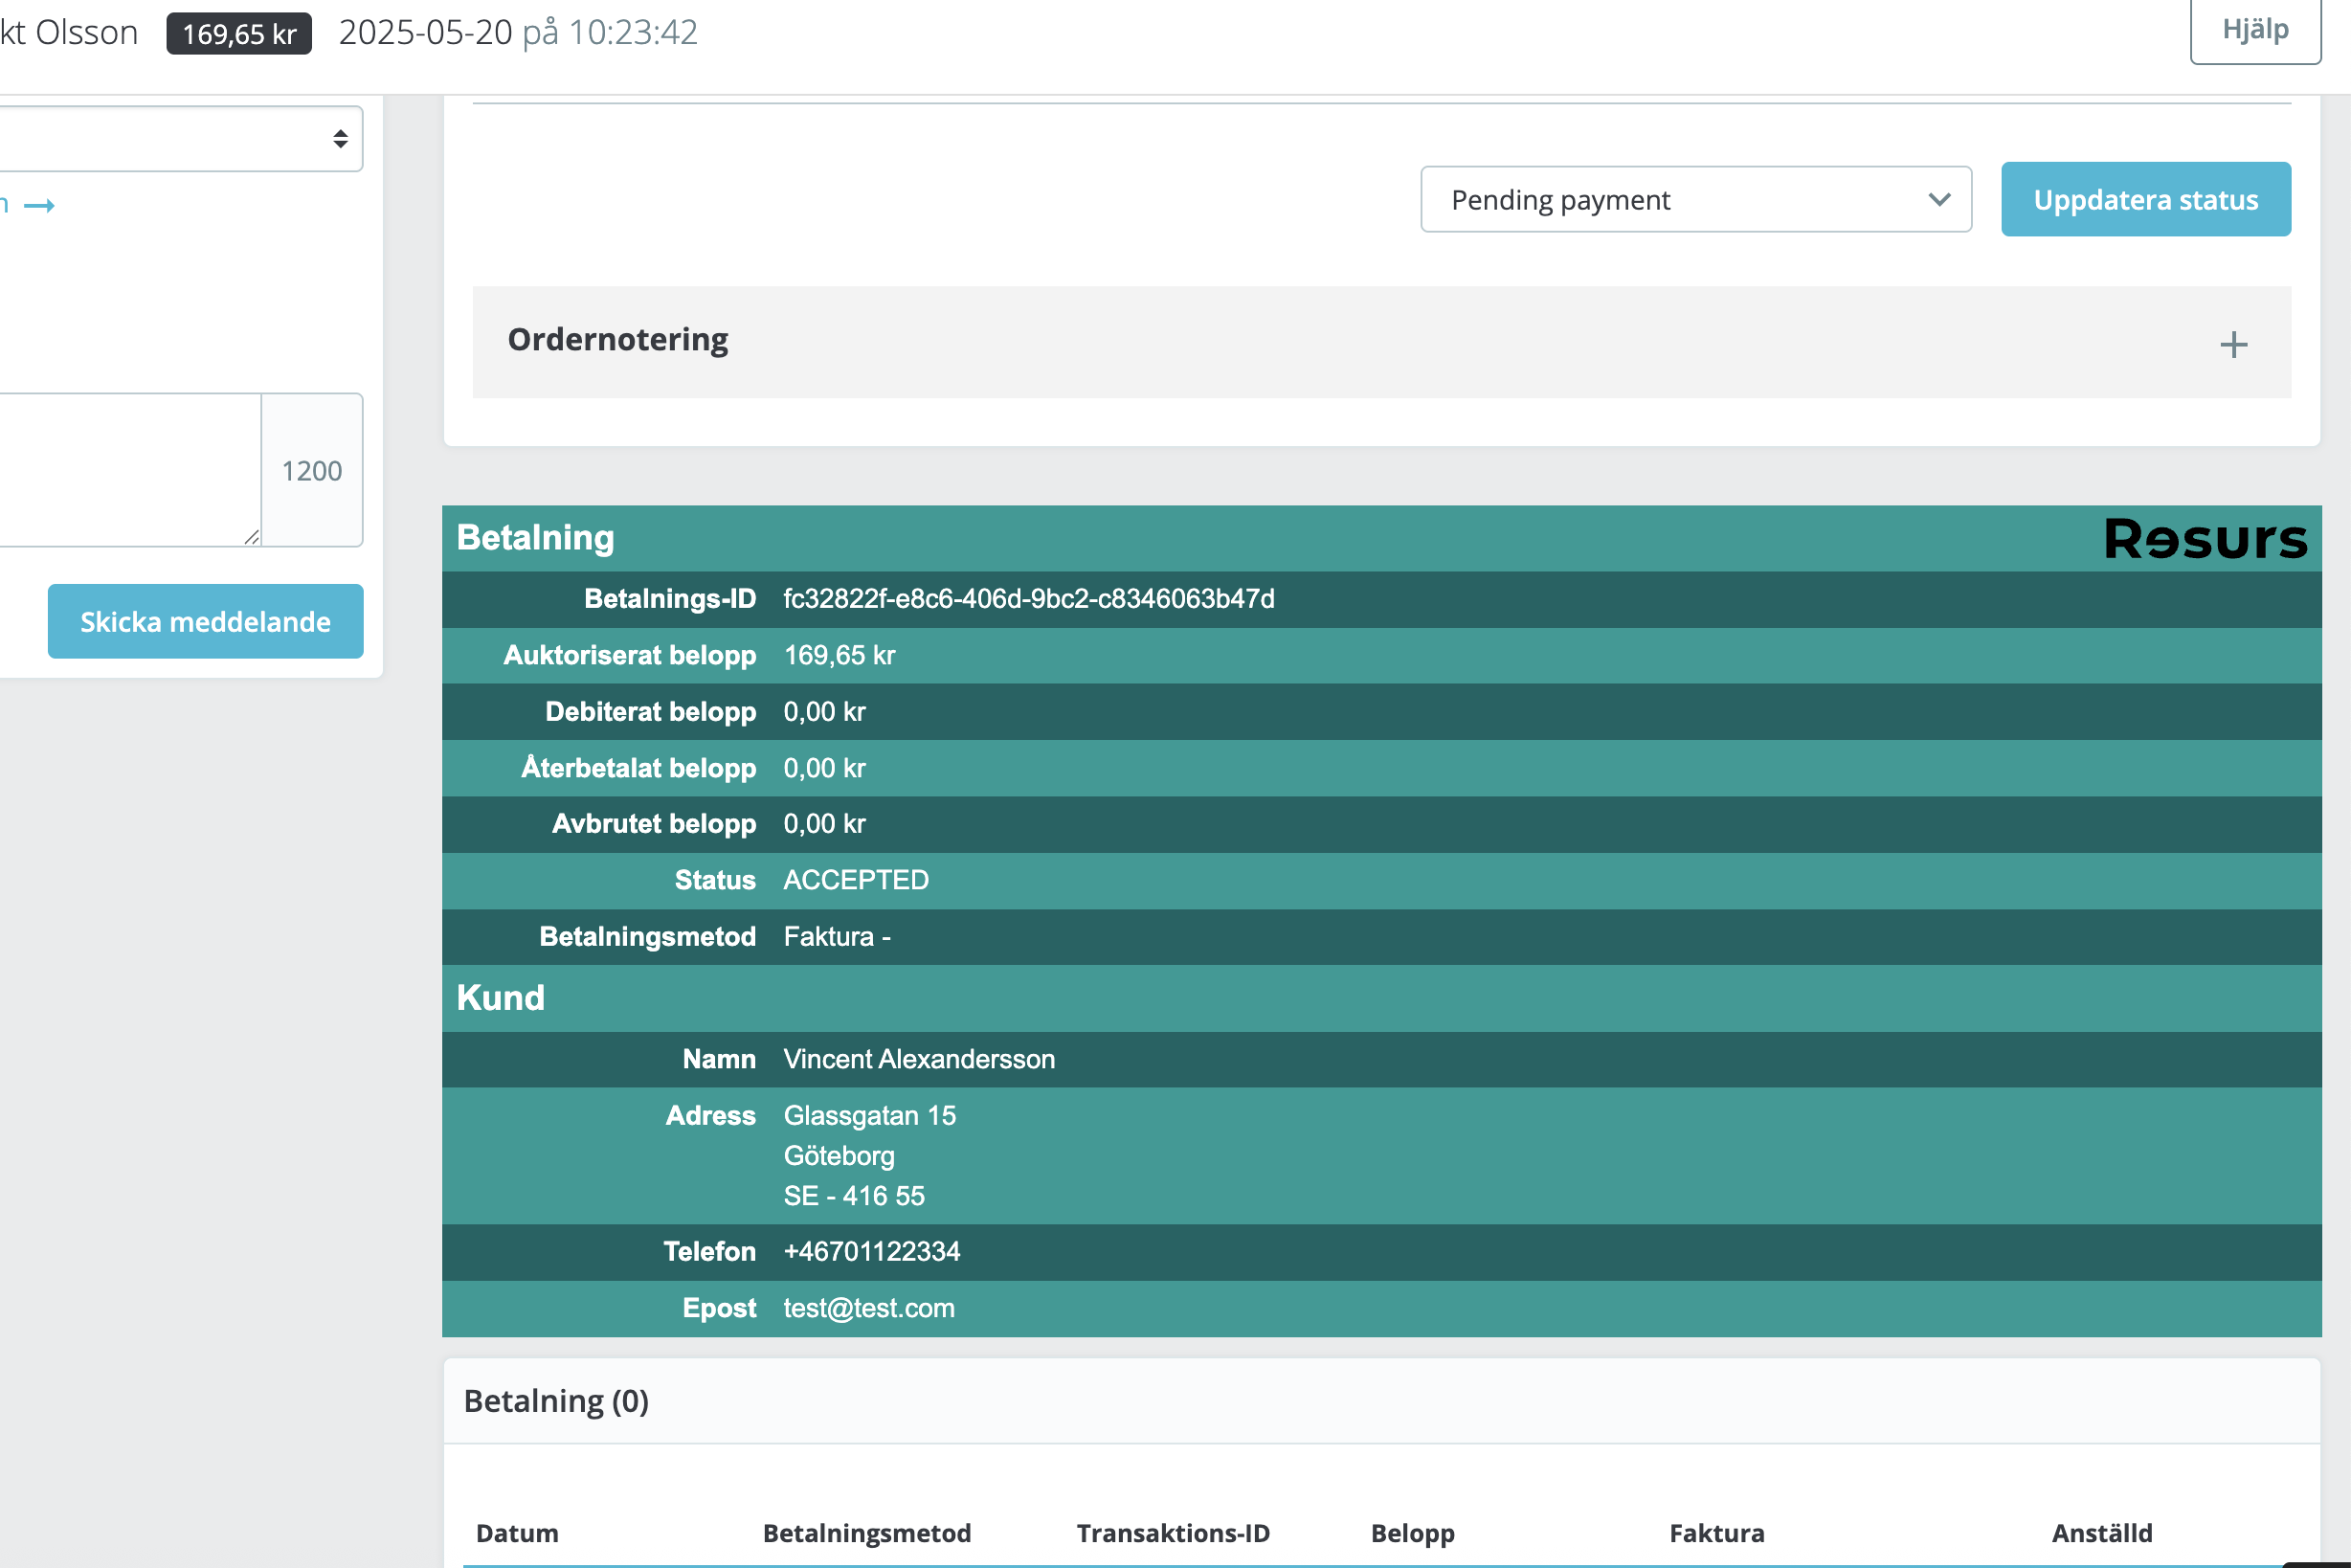 kt Olsson 169,65 kr 2025-05-20 på 10:23:42
Hjälp
Pending payment
Uppdatera status
Ordernotering
1200
Skicka meddelande
Betalning
Resurs
Betalnings-ID fc32822f-e8c6-406d-9bc2-c8346063b47d
Auktoriserat belopp 169,65 kr
Debiterat belopp 0,00 kr
Återbetalat belopp 0,00 kr
Avbrutet belopp 0,00 kr
Status ACCEPTED
Betalningsmetod Faktura -
Kund
Namn Vincent Alexandersson
Adress Glassgatan 15
Göteborg
SE - 416 55
Telefon +46701122334
Epost test@test.com
Betalning (0)
Datum Betalningsmetod Transaktions-ID Belopp Faktura Anställd